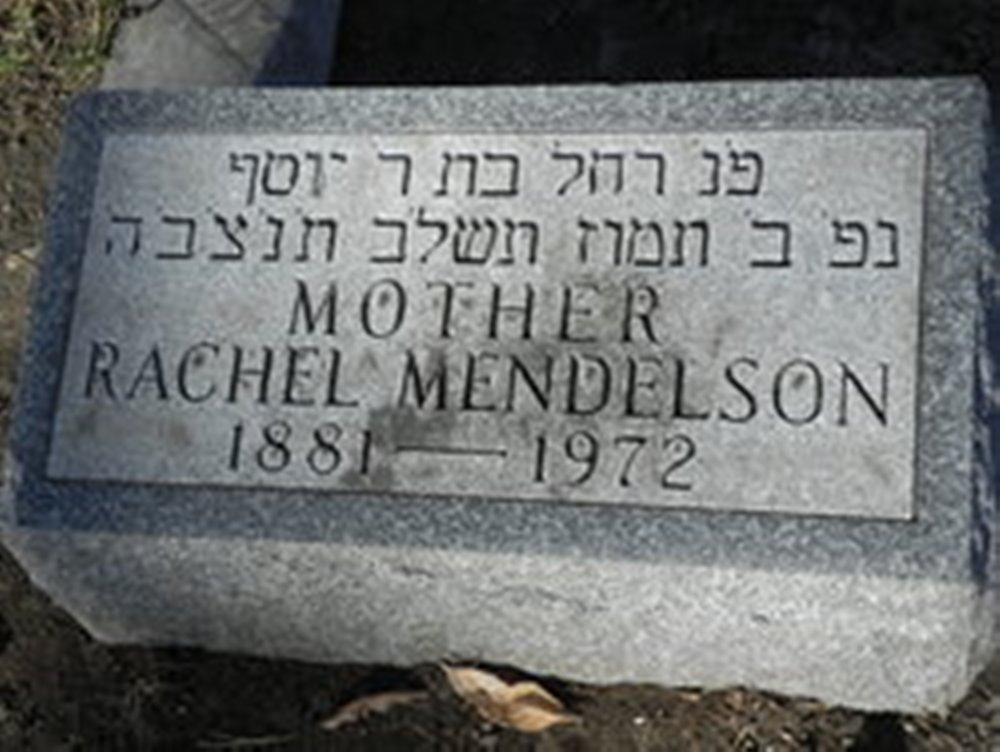 פנ רחל בת ר יוסף
נפ ב תמוז תשלב תנצבה
MOTHER
RACHEL MENDELSON
1881 — 1972